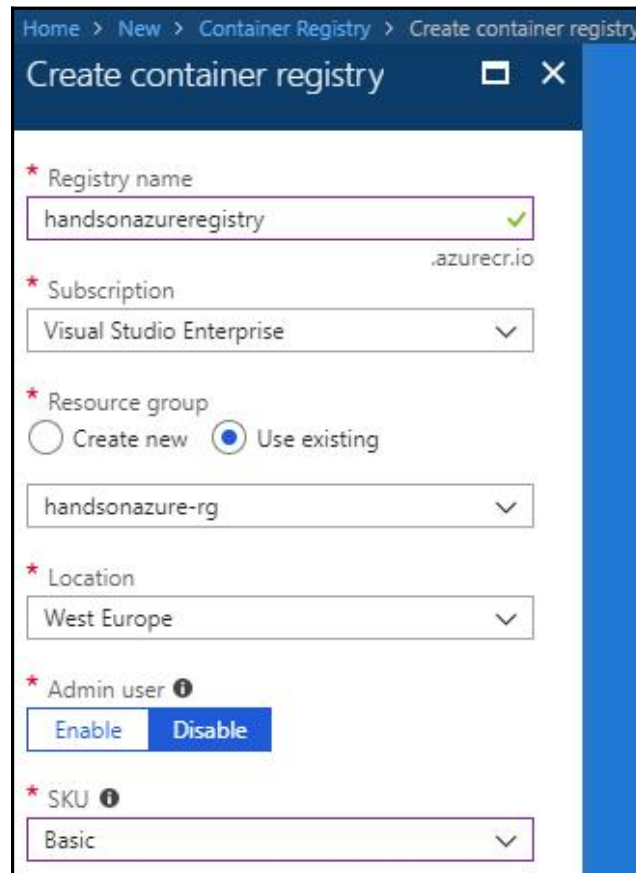 Home > New > Container Registry > Create container registry
Create container registry
* Registry name
handsonazureregistry
.azurecr.io
* Subscription
Visual Studio Enterprise
* Resource group
Create new Use existing
handsonazure-rg
* Location
West Europe
* Admin user
Enable Disable
* SKU
Basic